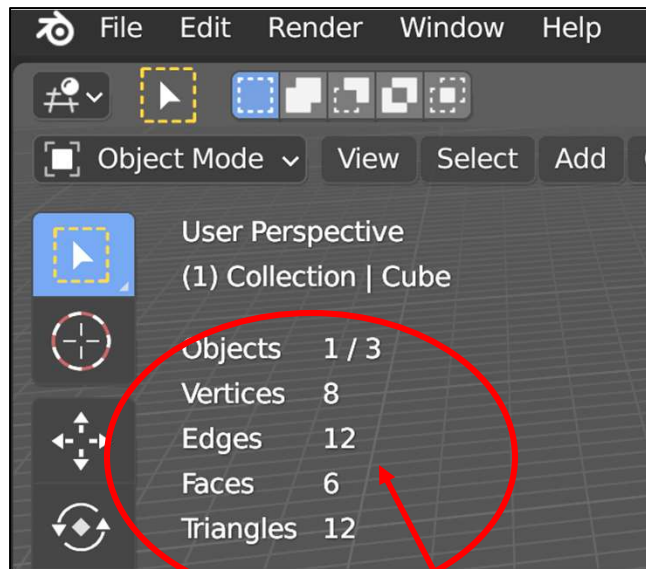 File Edit Render Window Help
Object Mode View Select Add
User Perspective
(1) Collection | Cube
Objects 1 / 3
Vertices 8
Edges 12
Faces 6
Triangles 12